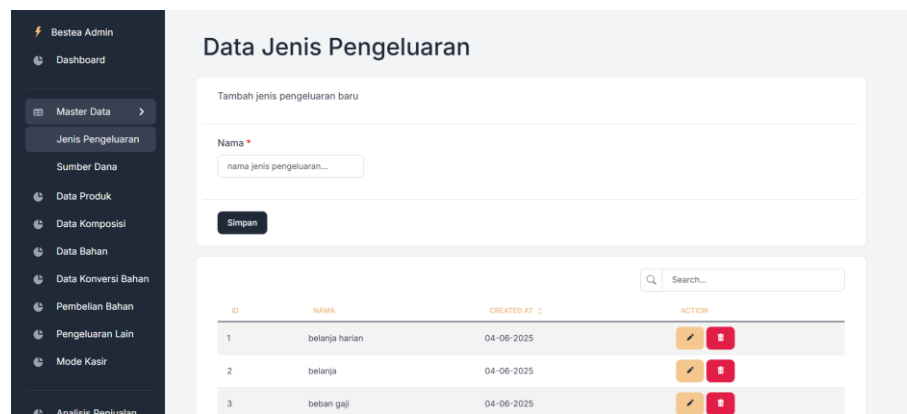 Bestea Admin
Dashboard
Master Data
Jenis Pengeluaran
Sumber Dana
Data Produk
Data Komposisi
Data Bahan
Data Konversi Bahan
Pembelian Bahan
Pengeluaran Lain
Mode Kasir
Analisis Penjualan
Data Jenis Pengeluaran
Tambah jenis pengeluaran baru
Nama *
nama jenis pengeluaran...
Simpan
Search...
ID NAMA CREATED AT ACTION
1 belanja harian 04-06-2025
2 belanja 04-06-2025
3 beban gaji 04-06-2025